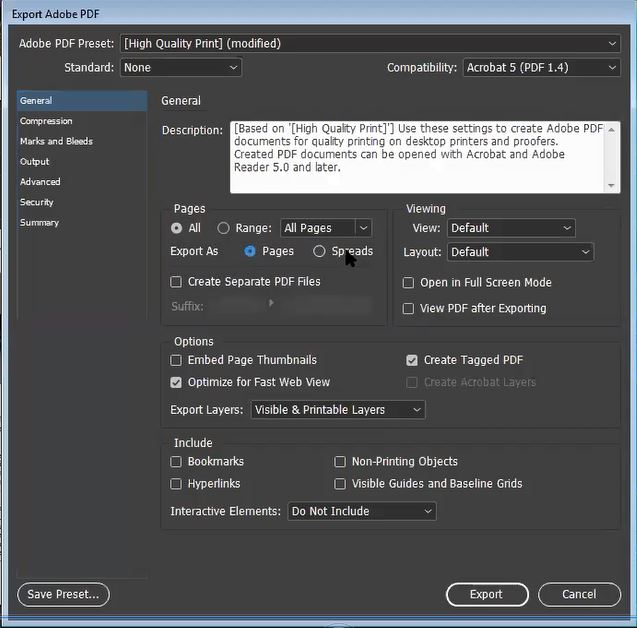 Export Adobe PDF
Adobe PDF Preset: [High Quality Print] (modified)
Standard: None
Compatibility: Acrobat 5 (PDF 1.4)
General
Compression
Marks and Bleeds
Output
Advanced
Security
Summary
General
Description: [Based on '[High Quality Print]'] Use these settings to create Adobe PDF
documents for quality printing on desktop printers and proofers.
Created PDF documents can be opened with Acrobat and Adobe
Reader 5.0 and later.
Pages
All Range: All Pages
Export As Pages Spreads
Create Separate PDF Files
Suffix:
Viewing
View: Default
Layout: Default
Open in Full Screen Mode
View PDF after Exporting
Options
Embed Page Thumbnails
Create Tagged PDF
Optimize for Fast Web View
Create Acrobat Layers
Export Layers: Visible & Printable Layers
Include
Bookmarks
Non-Printing Objects
Hyperlinks
Visible Guides and Baseline Grids
Interactive Elements: Do Not Include
Save Preset...
Export
Cancel